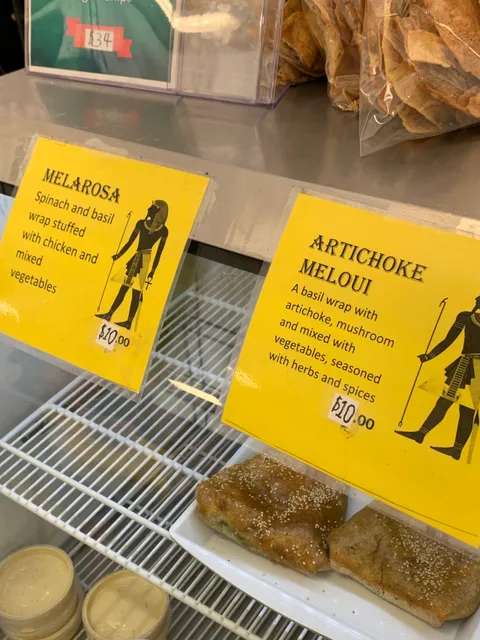 $34
MELAROSA
Spinach and basil
wrap stuffed
with chicken and
mixed
vegetables
$10.00
ARTICHOKE
MELOUI
A basil wrap with
artichoke, mushroom
and mixed with
vegetables, seasoned
with herbs and spices
$10.00